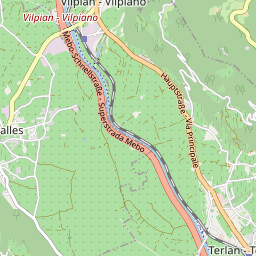 Vilpian - Vilpiano
Vilpian - Vilpiano
Mebo-Schnellstraße - Superstrada Mebo
Hauptstraße - Via Principale
alles
Terlan - T